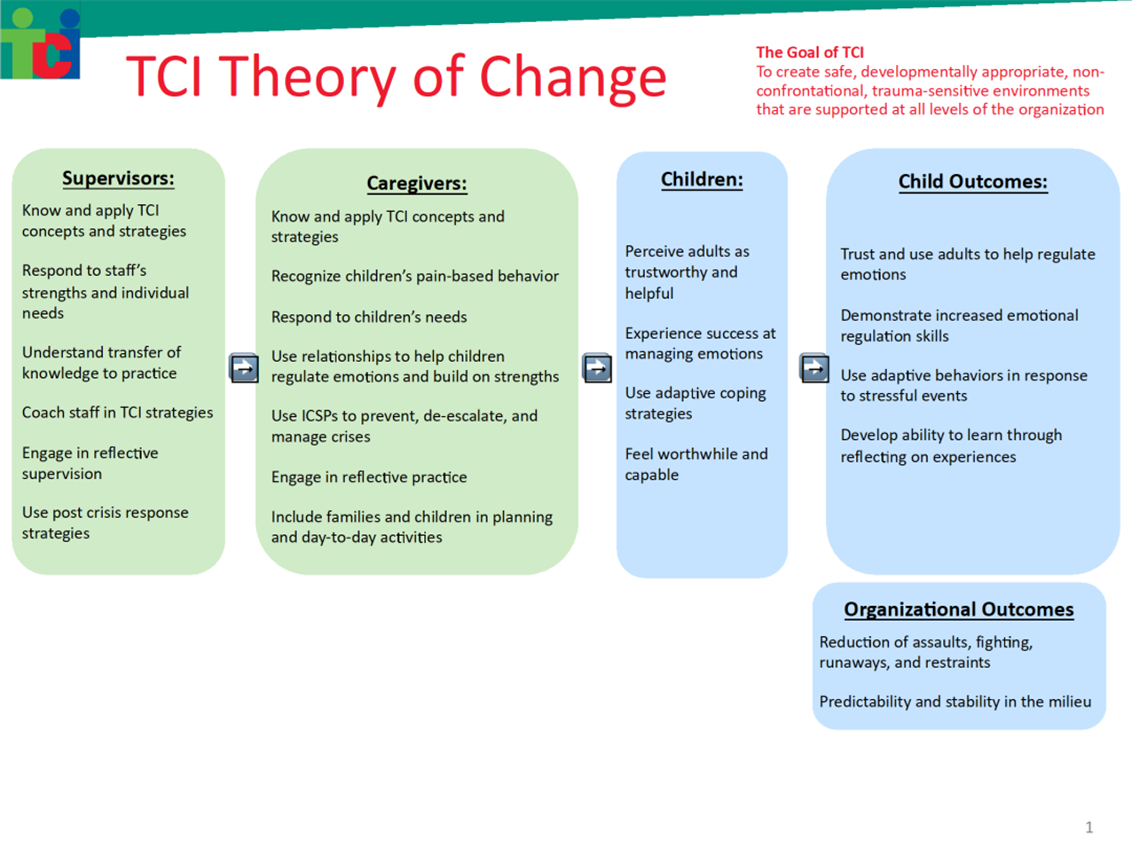 TCI
TCI Theory of Change
The Goal of TCI
To create safe, developmentally appropriate, non-
confrontational, trauma-sensitive environments
that are supported at all levels of the organization
Supervisors:
Know and apply TCI
concepts and strategies
Respond to staff’s
strengths and individual
needs
Understand transfer of
knowledge to practice
Coach staff in TCI strategies
Engage in reflective
supervision
Use post crisis response
strategies
Caregivers:
Know and apply TCI concepts and
strategies
Recognize children’s pain-based behavior
Respond to children’s needs
Use relationships to help children
regulate emotions and build on strengths
Use ICSPs to prevent, de-escalate, and
manage crises
Engage in reflective practice
Include families and children in planning
and day-to-day activities
Children:
Perceive adults as
trustworthy and
helpful
Experience success at
managing emotions
Use adaptive coping
strategies
Feel worthwhile and
capable
Child Outcomes:
Trust and use adults to help regulate
emotions
Demonstrate increased emotional
regulation skills
Use adaptive behaviors in response
to stressful events
Develop ability to learn through
reflecting on experiences
Organizational Outcomes
Reduction of assaults, fighting,
runaways, and restraints
Predictability and stability in the milieu
1